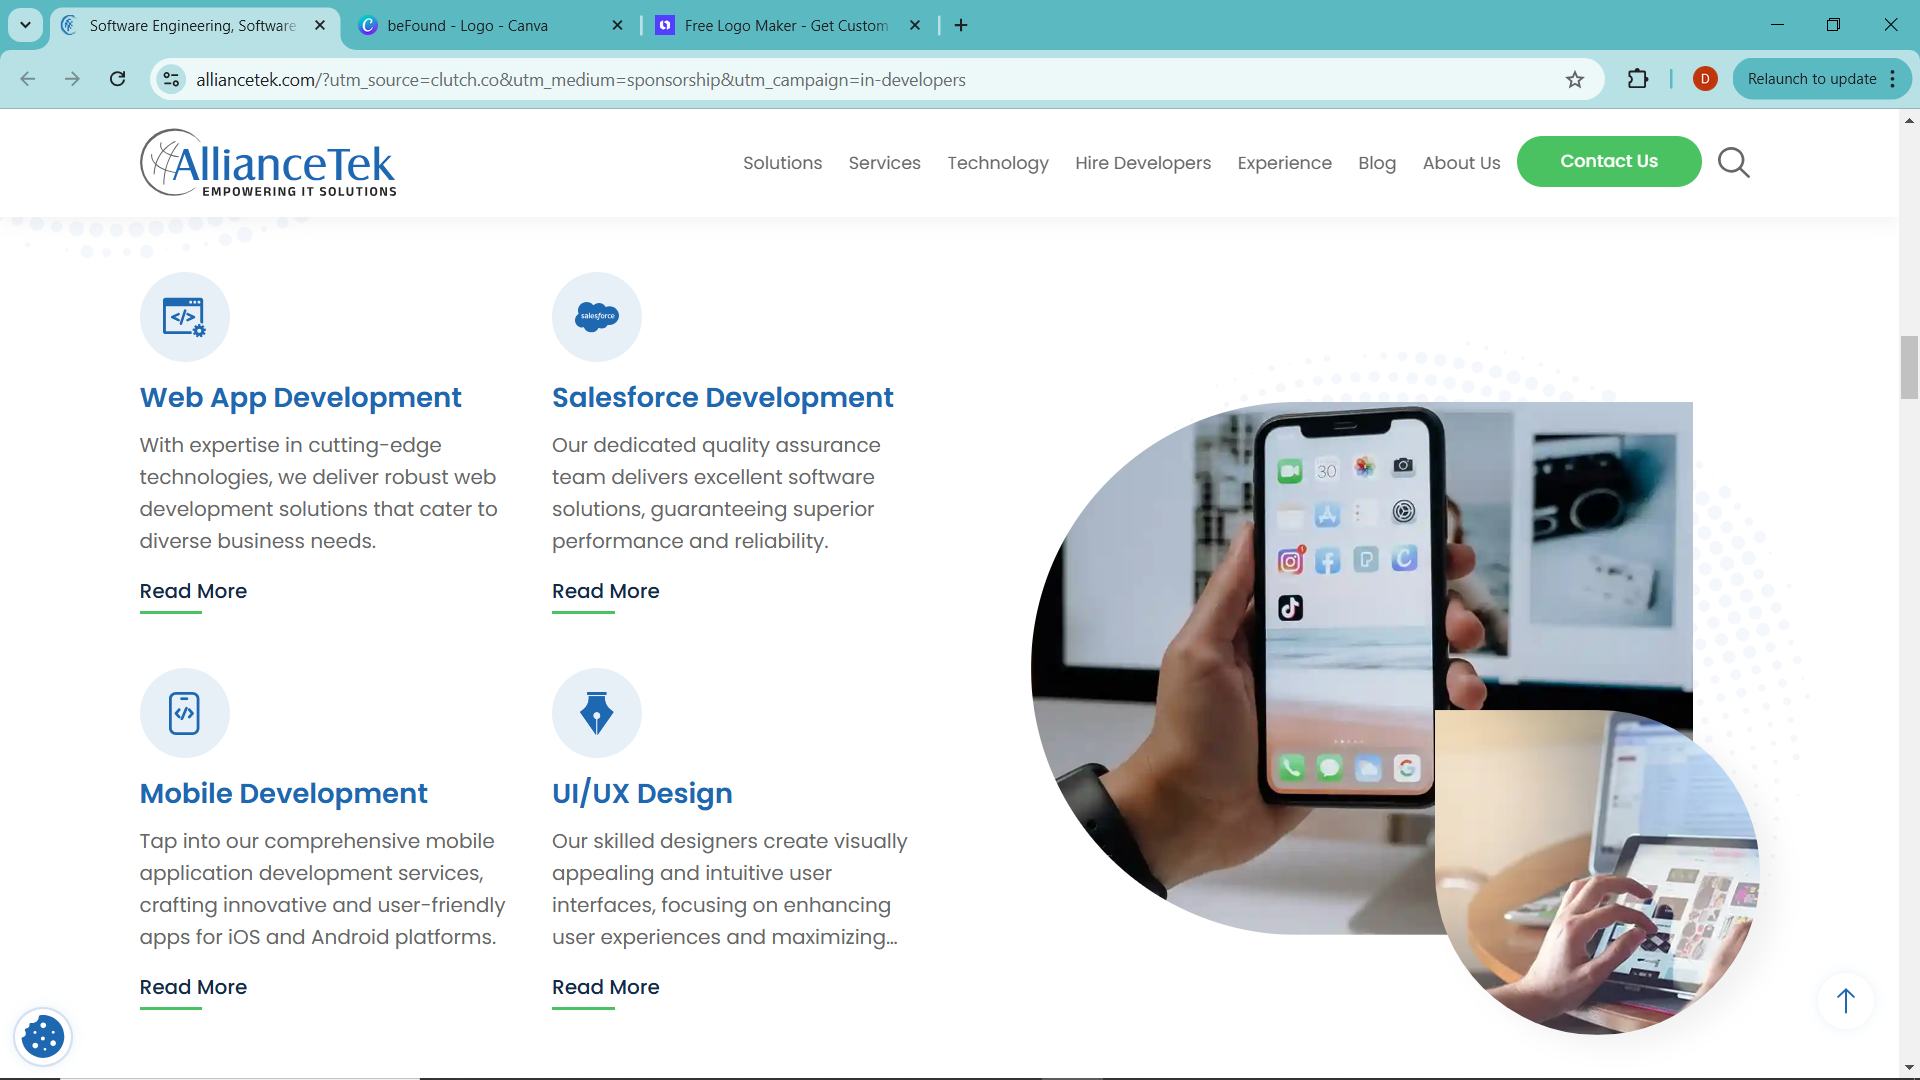 Software Engineering, Software
beFound - Logo - Canva
Free Logo Maker - Get Custom
alliancetek.com/?utm_source=clutch.co&utm_medium=sponsorship&utm_campaign=in-developers
D
Relaunch to update
AllianceTek
EMPOWERING IT SOLUTIONS
Solutions
Services
Technology
Hire Developers
Experience
Blog
About Us
Contact Us
</>
salesforce
Web App Development
With expertise in cutting-edge
technologies, we deliver robust web
development solutions that cater to
diverse business needs.
Read More
Salesforce Development
Our dedicated quality assurance
team delivers excellent software
solutions, guaranteeing superior
performance and reliability.
Read More
30
</>
Mobile Development
Tap into our comprehensive mobile
application development services,
crafting innovative and user-friendly
apps for iOS and Android platforms.
Read More
UI/UX Design
Our skilled designers create visually
appealing and intuitive user
interfaces, focusing on enhancing
user experiences and maximizing...
Read More